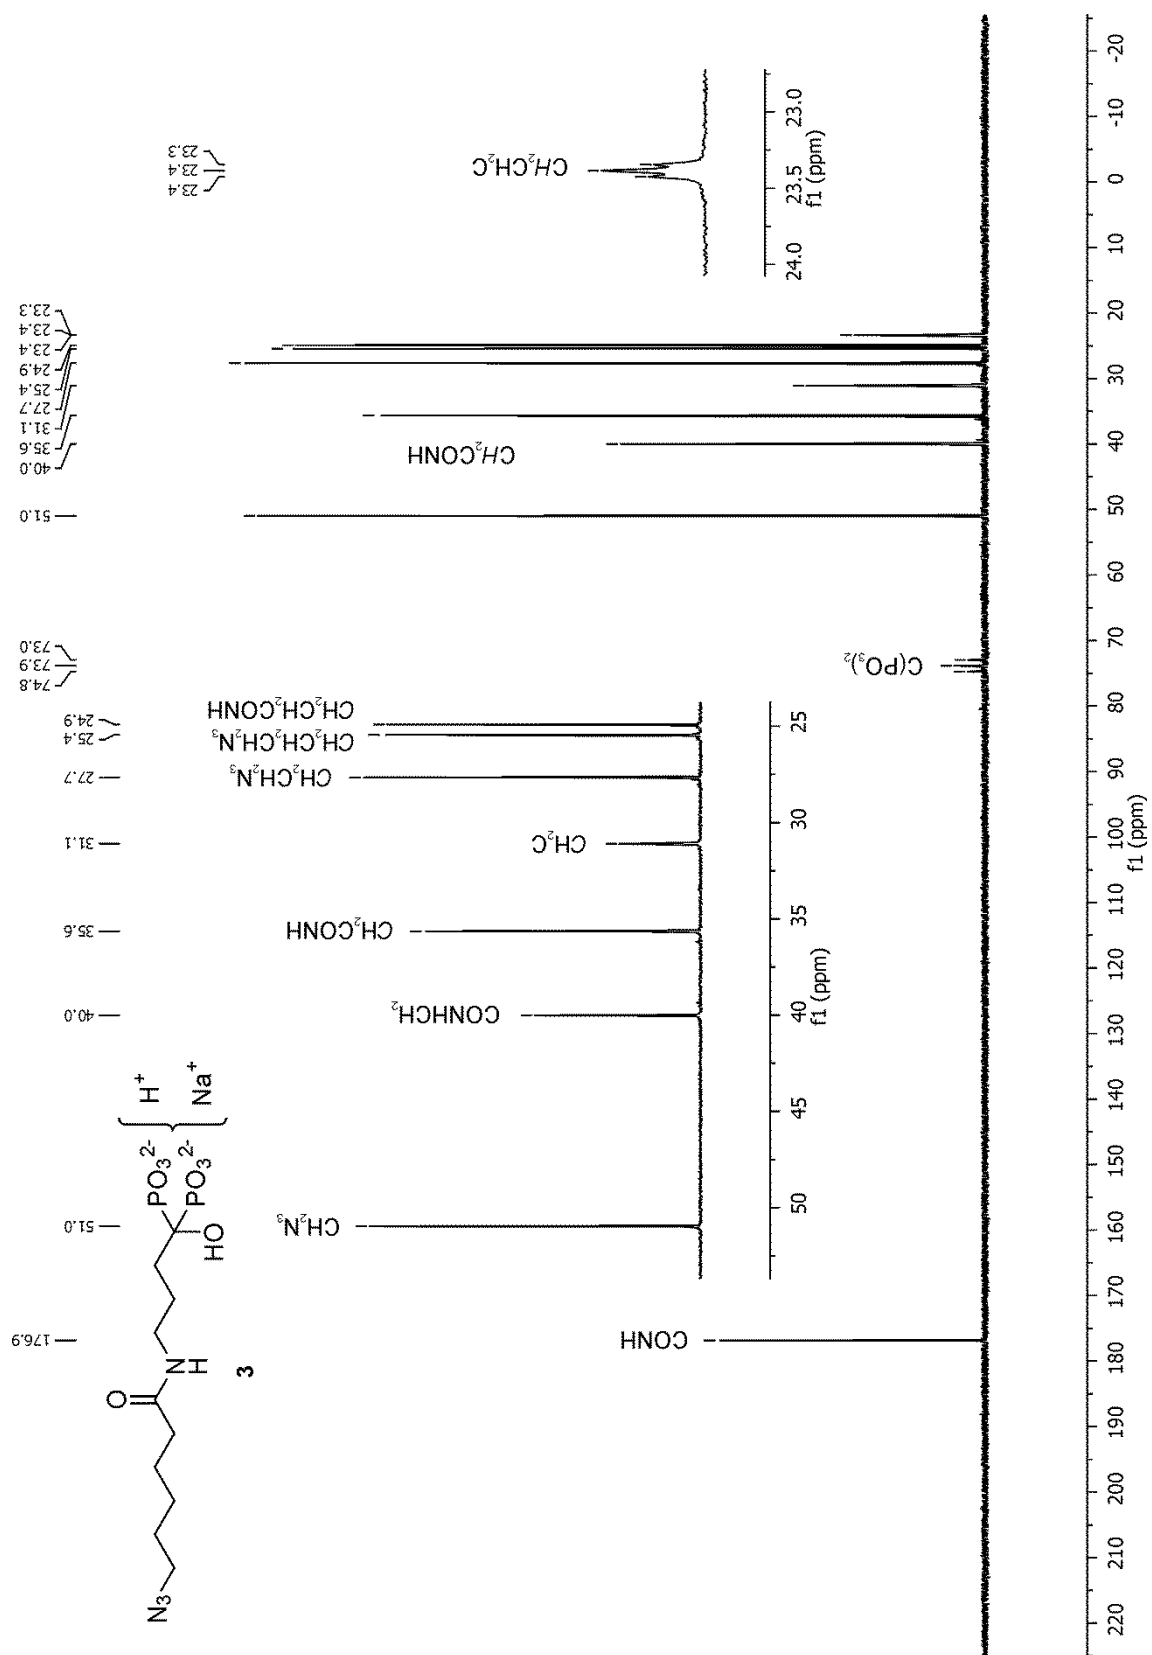 176.9
51.0
40.0
35.6
31.1
27.7
25.4
24.9
74.8
73.9
73.0
51.0
40.0
35.6
31.1
27.7
25.4
24.9
23.4
23.4
23.3
23.4
23.4
23.3
N₃
O
N
H
3
HO
PO₃²⁻
PO₃²⁻
H⁺
Na⁺
CONH
CH₂N₃
CONHCH₂
CH₂CONH
CH₂C
CH₂CH₂N₃
CH₂CH₂CH₂N₃
CH₂CH₂CONH
C(PO₃)₂
CH₂CONH
CH₂CH₂C
50 45 40 35 30 25
f1 (ppm)
24.0 23.5 23.0
f1 (ppm)
220 210 200 190 180 170 160 150 140 130 120 110 100 90 80 70 60 50 40 30 20 10 0 -10 -20
f1 (ppm)